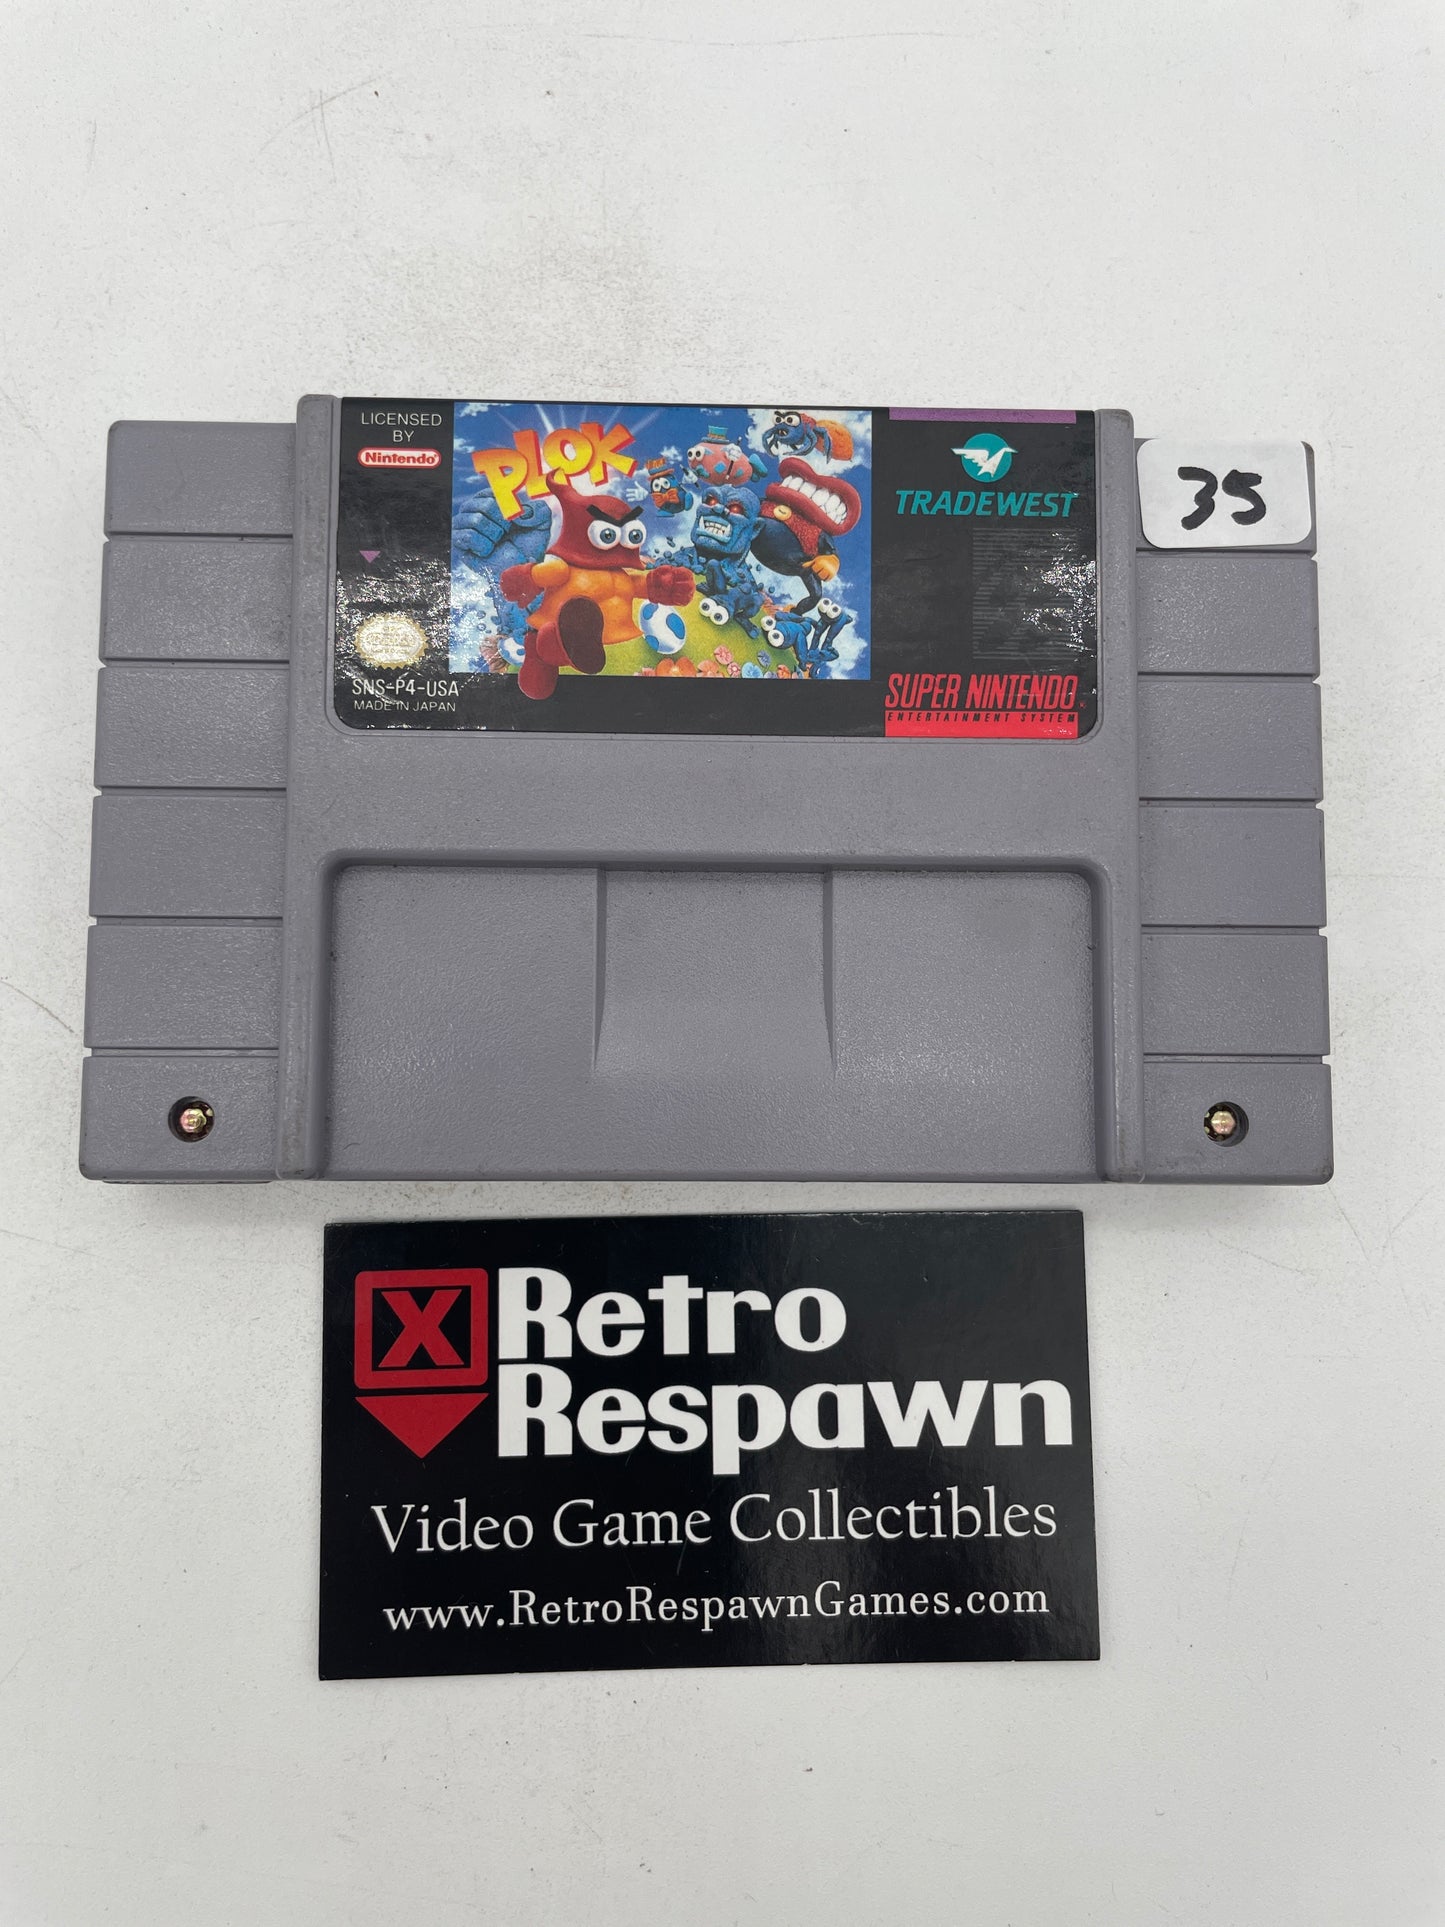 LICENSED
BY
Nintendo
PLOK
TRADEWEST
35
SNS-P4-USA
MADE IN JAPAN
SUPER NINTENDO
ENTERTAINMENT SYSTEM
X
Retro
Respawn
Video Game Collectibles
www.RetroRespawnGames.com